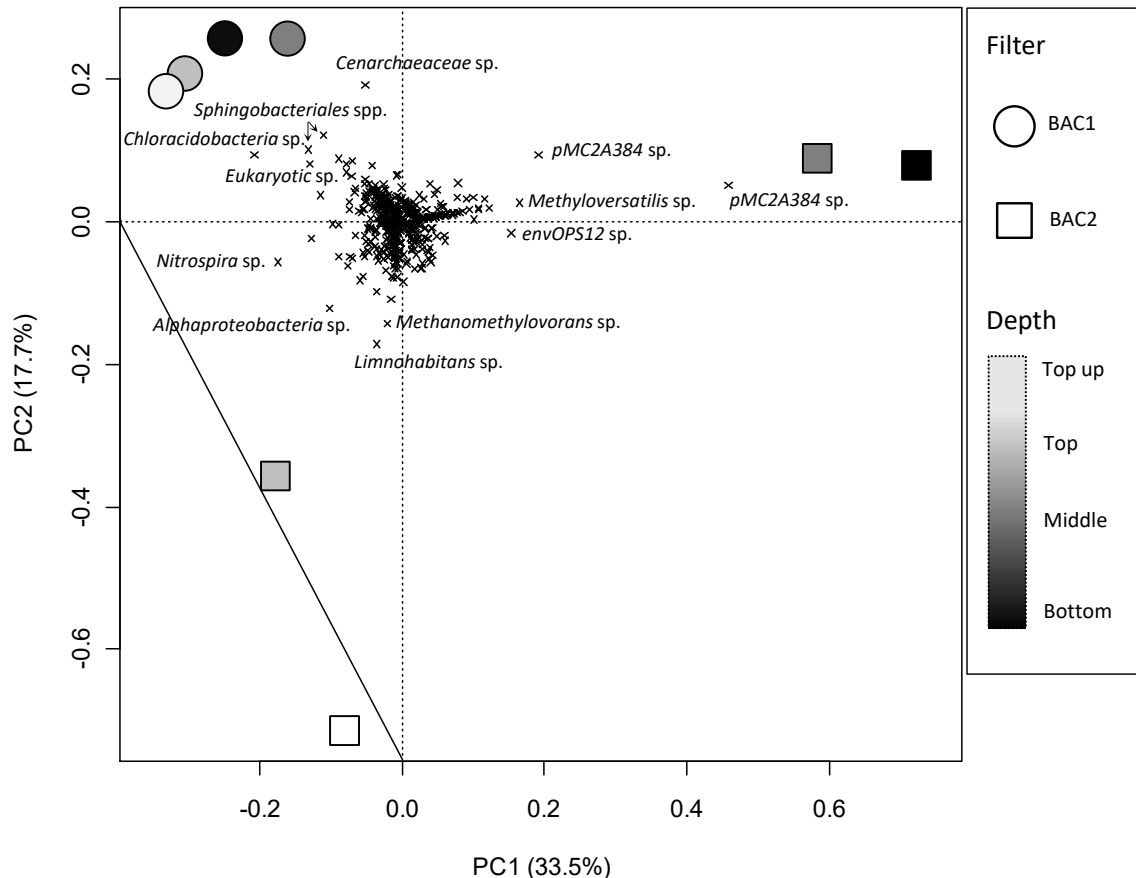 Cenarchaeaceae sp.
Sphingobacteriales spp.
Chloracidobacteria sp.
Eukaryotic sp.
pMC2A384 sp.
pMC2A384 sp.
Methyloversatilis sp.
envOPS12 sp.
Nitrospira sp.
Alphaproteobacteria sp.
Methanomethylovorans sp.
Limnohabitans sp.
0.2
0.0
-0.2
-0.4
-0.6
PC2 (17.7%)
-0.2
0.0
0.2
0.4
0.6
PC1 (33.5%)
Filter
BAC1
BAC2
Depth
Top up
Top
Middle
Bottom